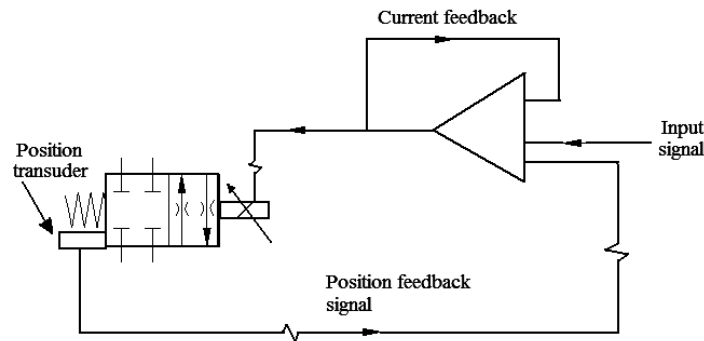 Current feedback
Input
signal
Position
transuder
Position feedback
signal